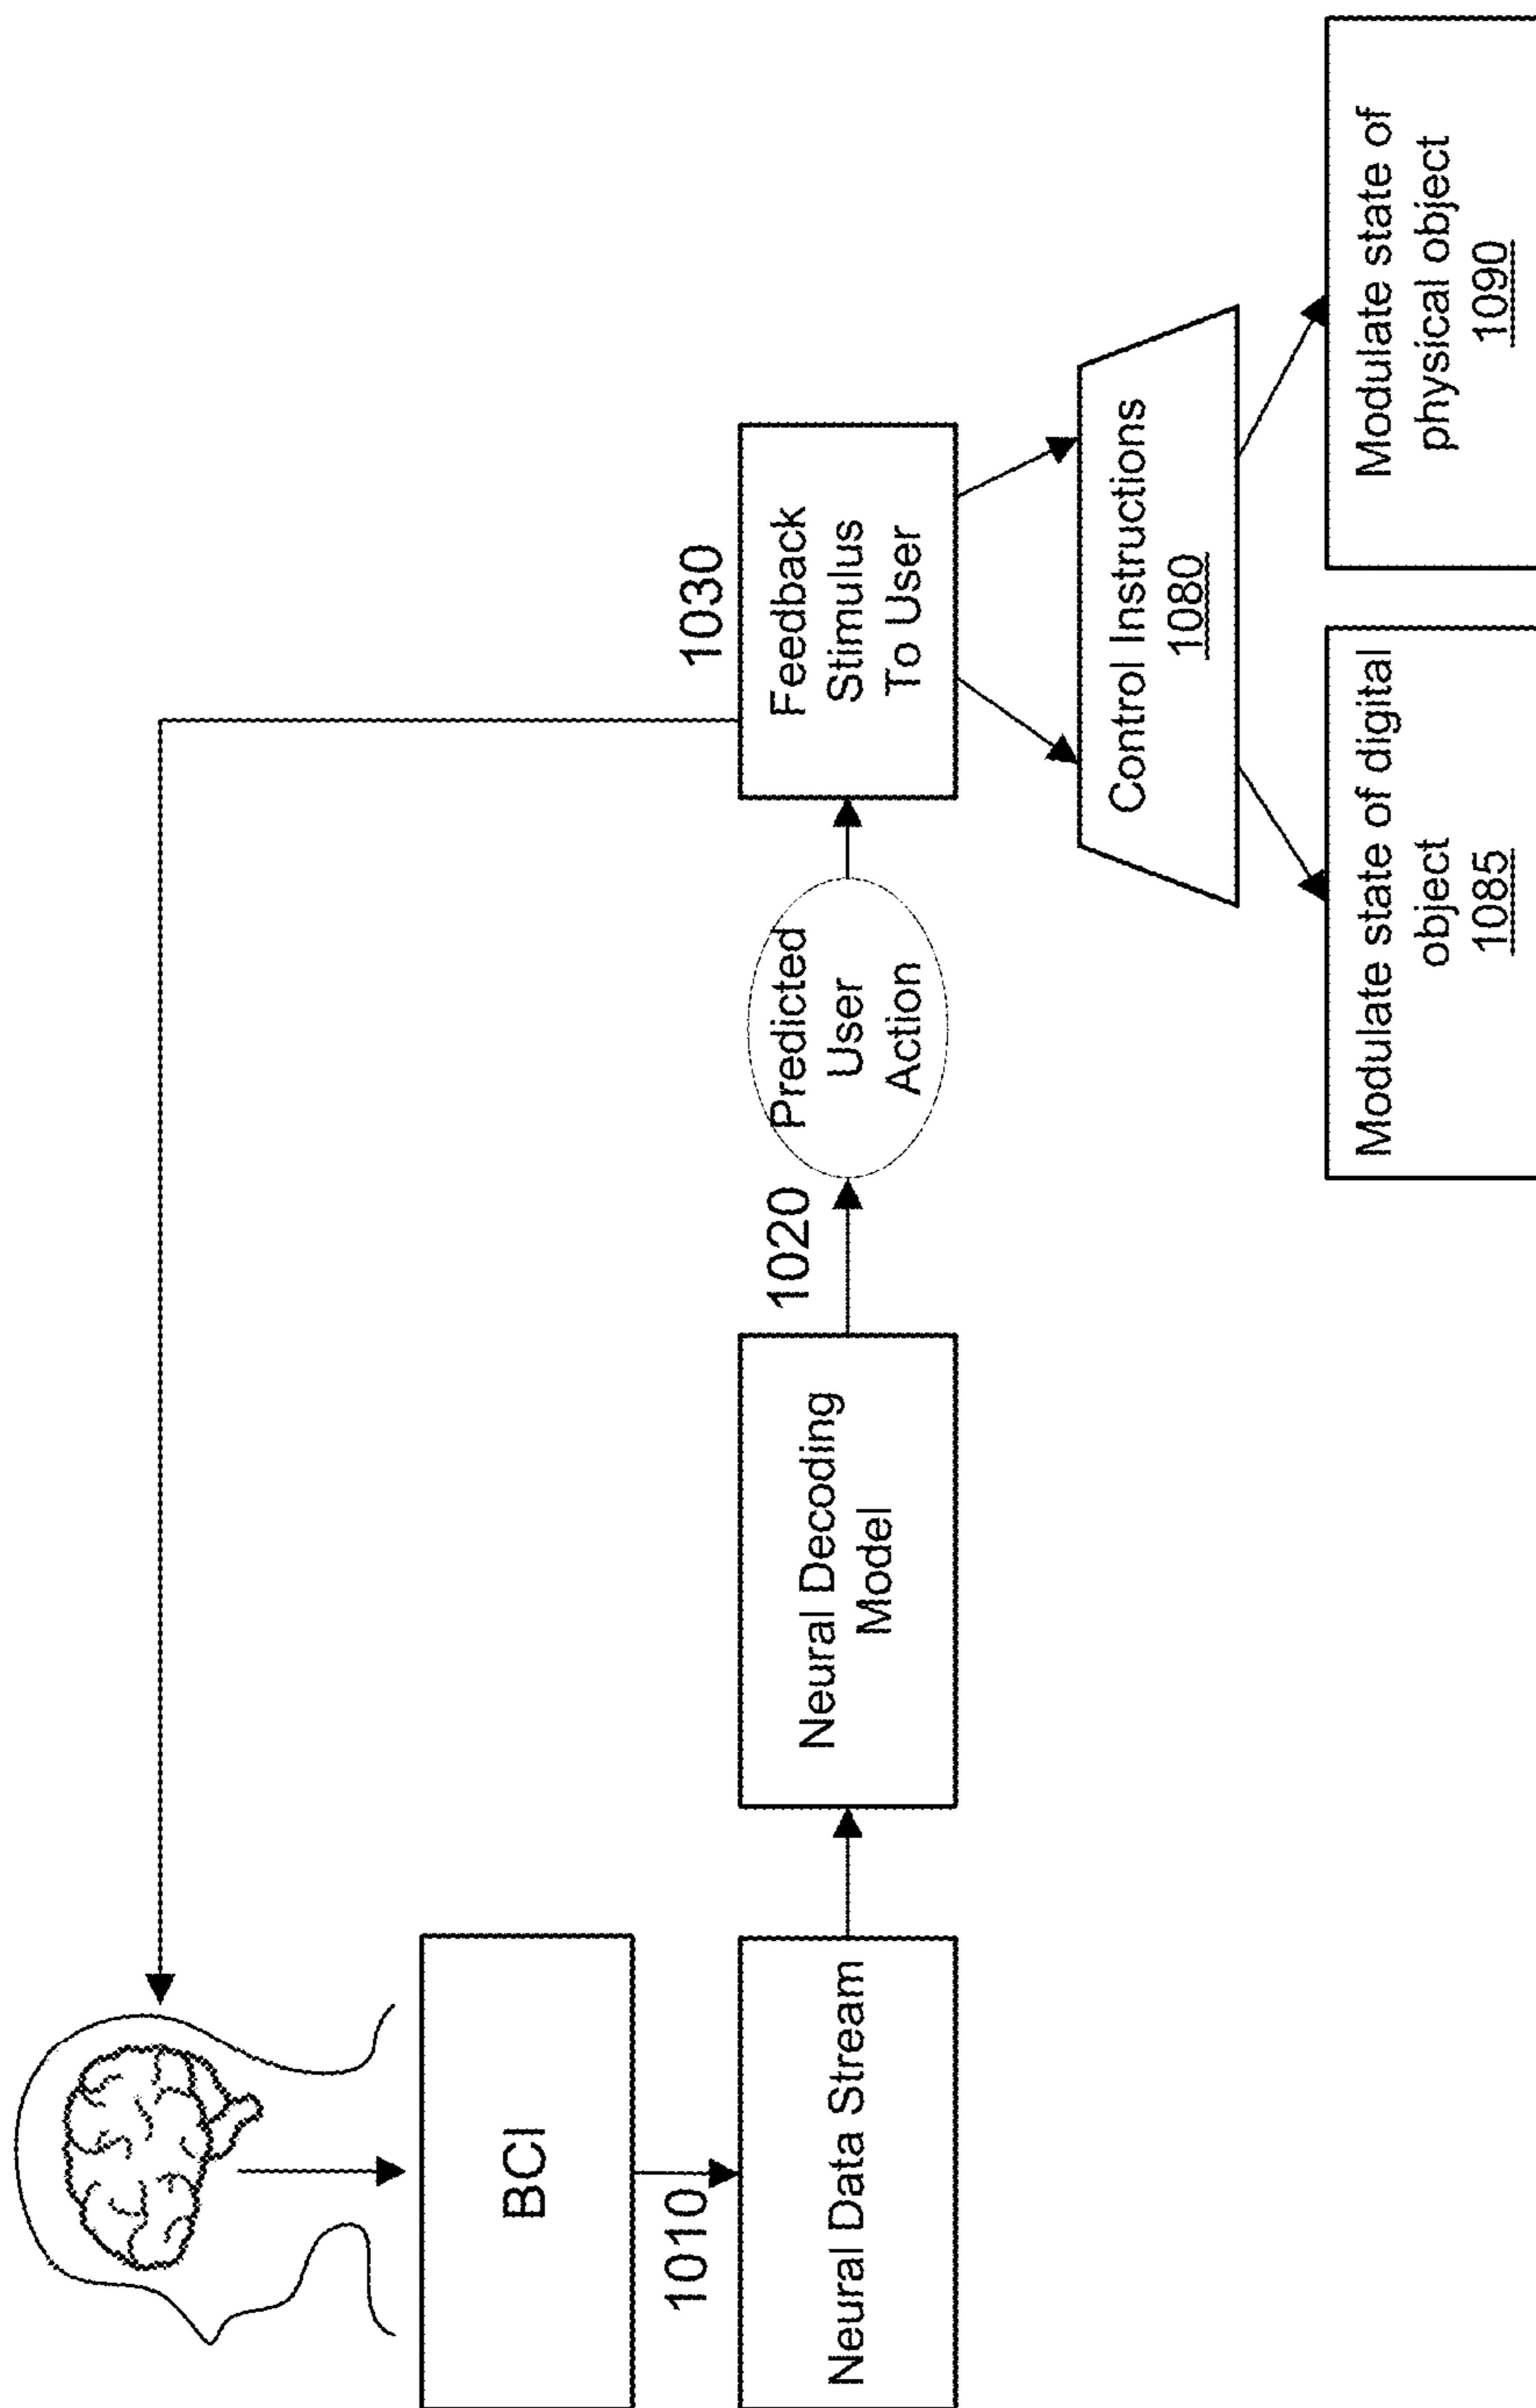 BCI
1010
Neural Data Stream
Neural Decoding
Model
1020
Predicted
User
Action
1030
Feedback
Stimulus
To User
Control Instructions
1080
Modulate state of digital
object
1085
Modulate state of
physical object
1090